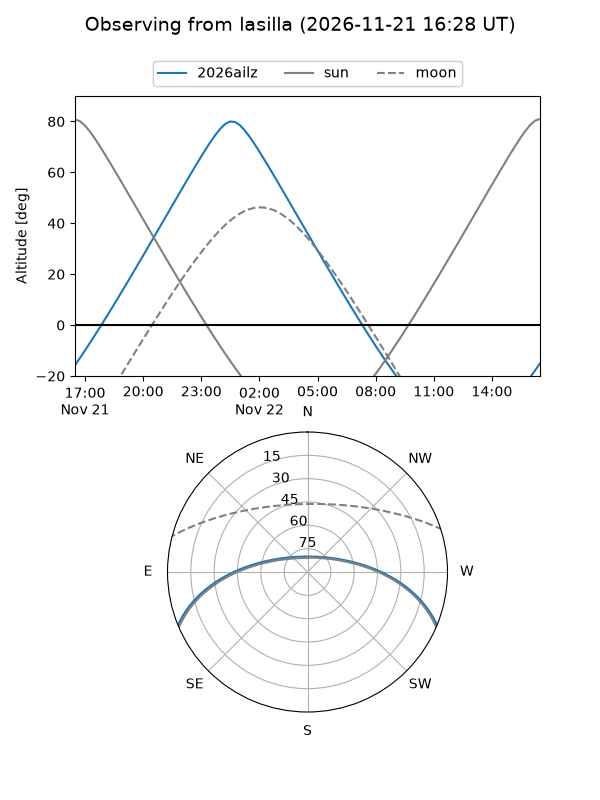 Observing from lasilla (2026-11-21 16:28 UT)
2026ailz sun moon
Altitude [deg]
80
60
40
20
0
−20
17:00 20:00 23:00 02:00 05:00 08:00 11:00 14:00
Nov 21 Nov 22
N
NE NW
15
30
45
60
75
E W
SE SW
S